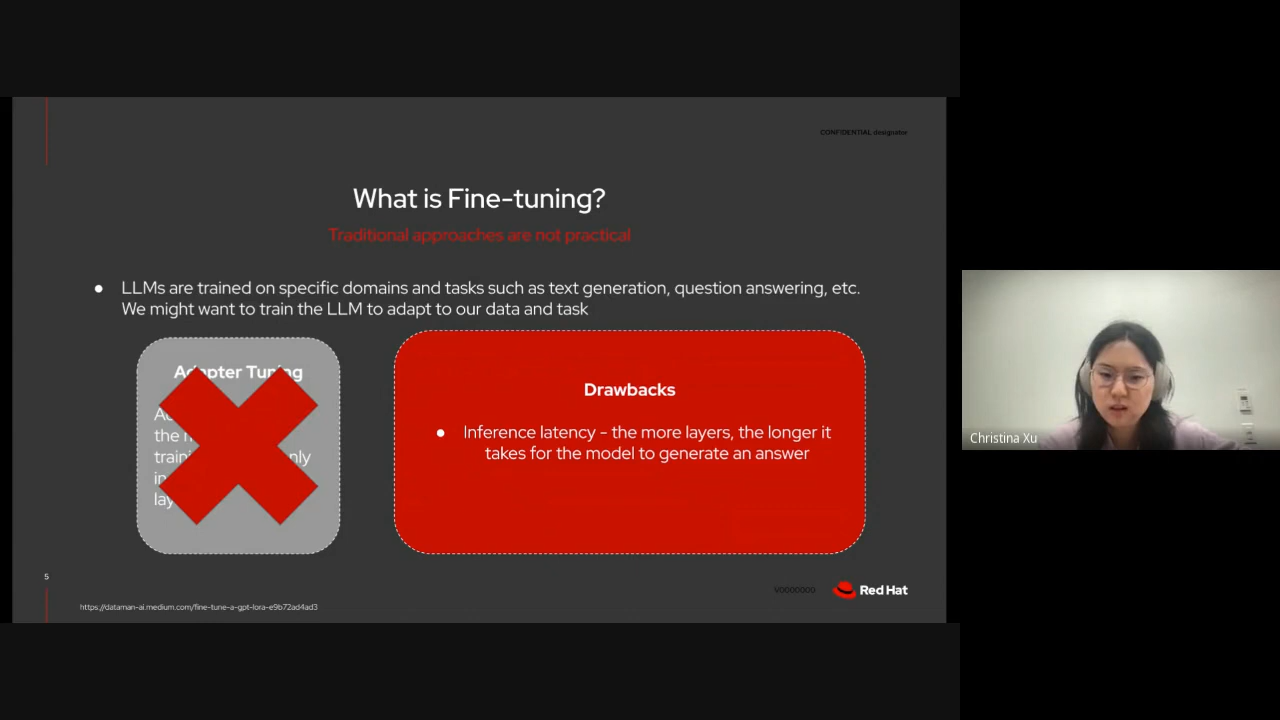 CONFIDENTIAL designator
What is Fine-tuning?
Traditional approaches are not practical
● LLMs are trained on specific domains and tasks such as text generation, question answering, etc.
We might want to train the LLM to adapt to our data and task
Adapter Tuning
the
nly
Drawbacks
● Inference latency - the more layers, the longer it
takes for the model to generate an answer
Christina Xu
5
V0000000
Red Hat
https://dataman-ai.medium.com/fine-tune-a-gpt-lora-e9b72ad4ad3